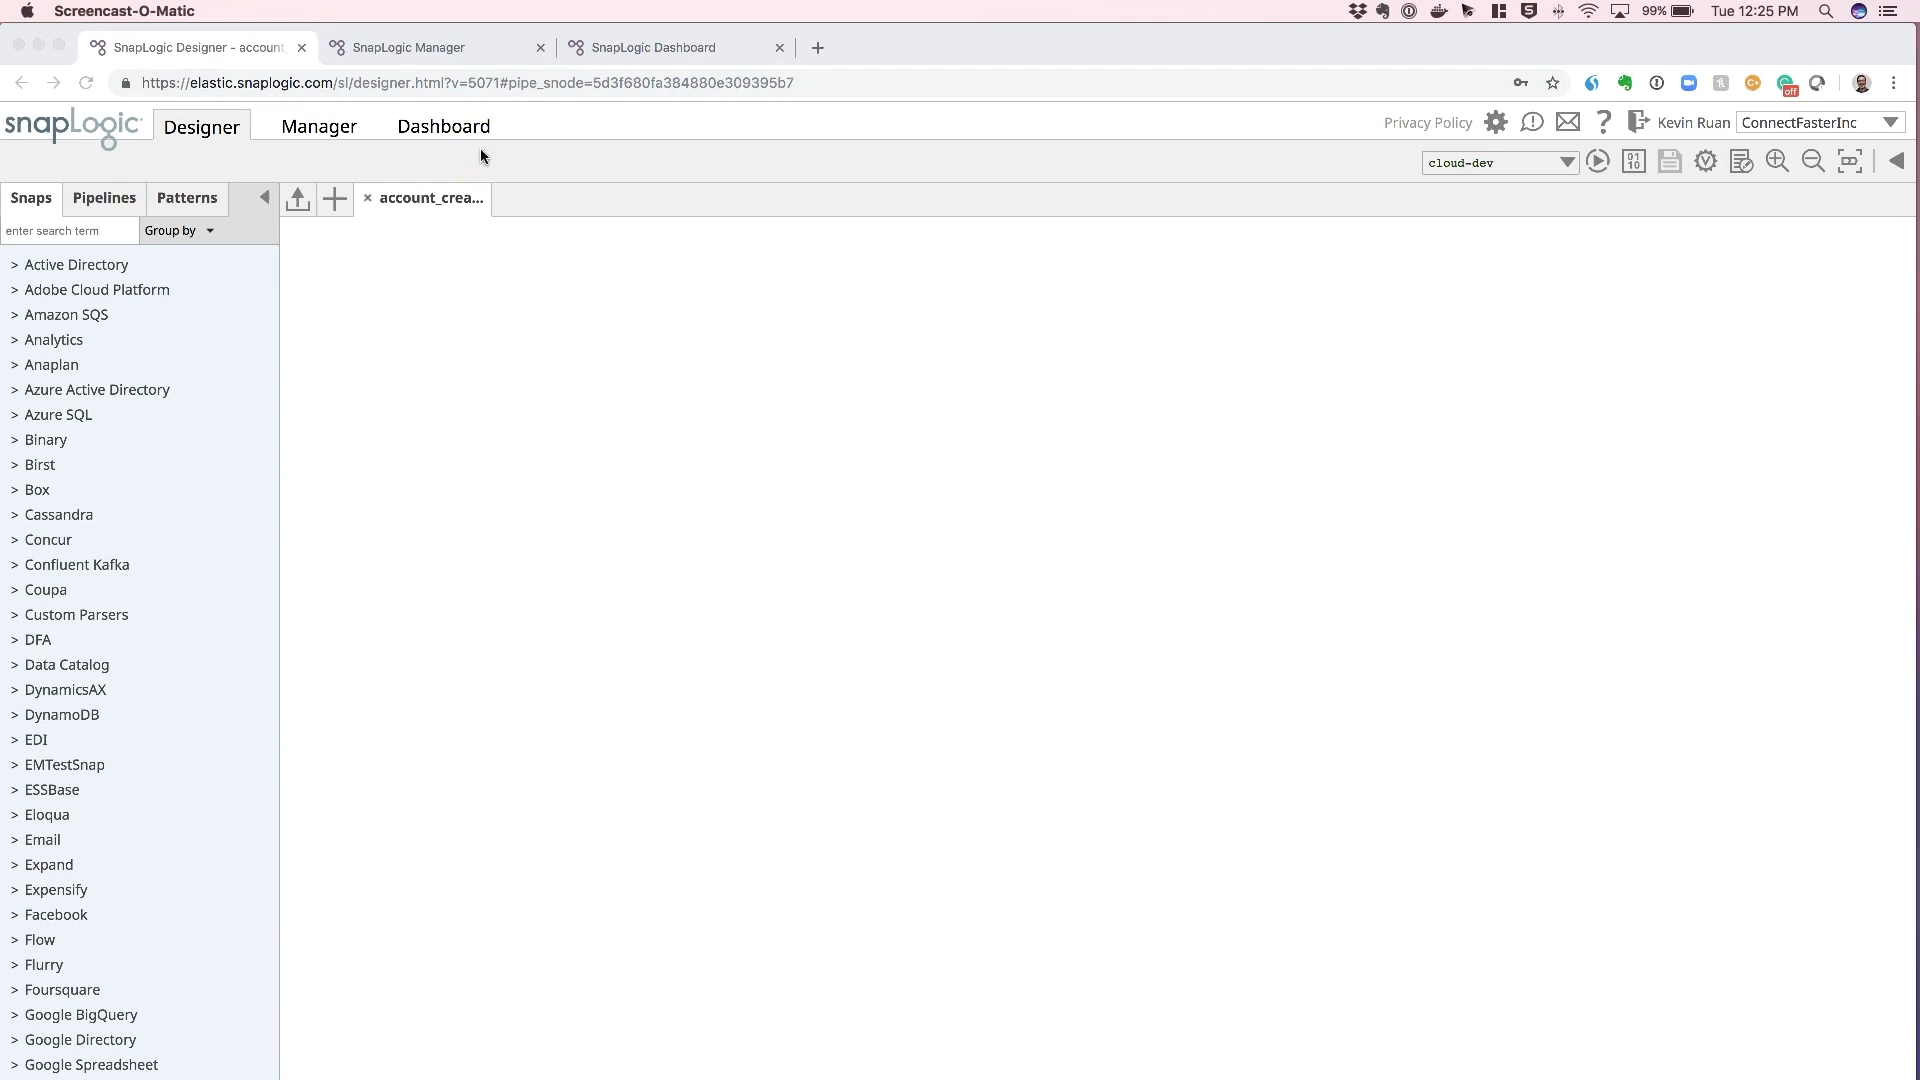 Screencast-O-Matic
99%
Tue 12:25 PM
SnapLogic Designer - account_
SnapLogic Manager
SnapLogic Dashboard
https://elastic.snaplogic.com/sl/designer.html?v=5071#pipe_snode=5d3f680fa384880e309395b7
off
snapLogic
Designer
Manager
Dashboard
Privacy Policy
Kevin Ruan
ConnectFasterInc
cloud-dev
01
10
Snaps
Pipelines
Patterns
account_crea...
enter search term
Group by
> Active Directory
> Adobe Cloud Platform
> Amazon SQS
> Analytics
> Anaplan
> Azure Active Directory
> Azure SQL
> Binary
> Birst
> Box
> Cassandra
> Concur
> Confluent Kafka
> Coupa
> Custom Parsers
> DFA
> Data Catalog
> DynamicsAX
> DynamoDB
> EDI
> EMTestSnap
> ESSBase
> Eloqua
> Email
> Expand
> Expensify
> Facebook
> Flow
> Flurry
> Foursquare
> Google BigQuery
> Google Directory
> Google Spreadsheet